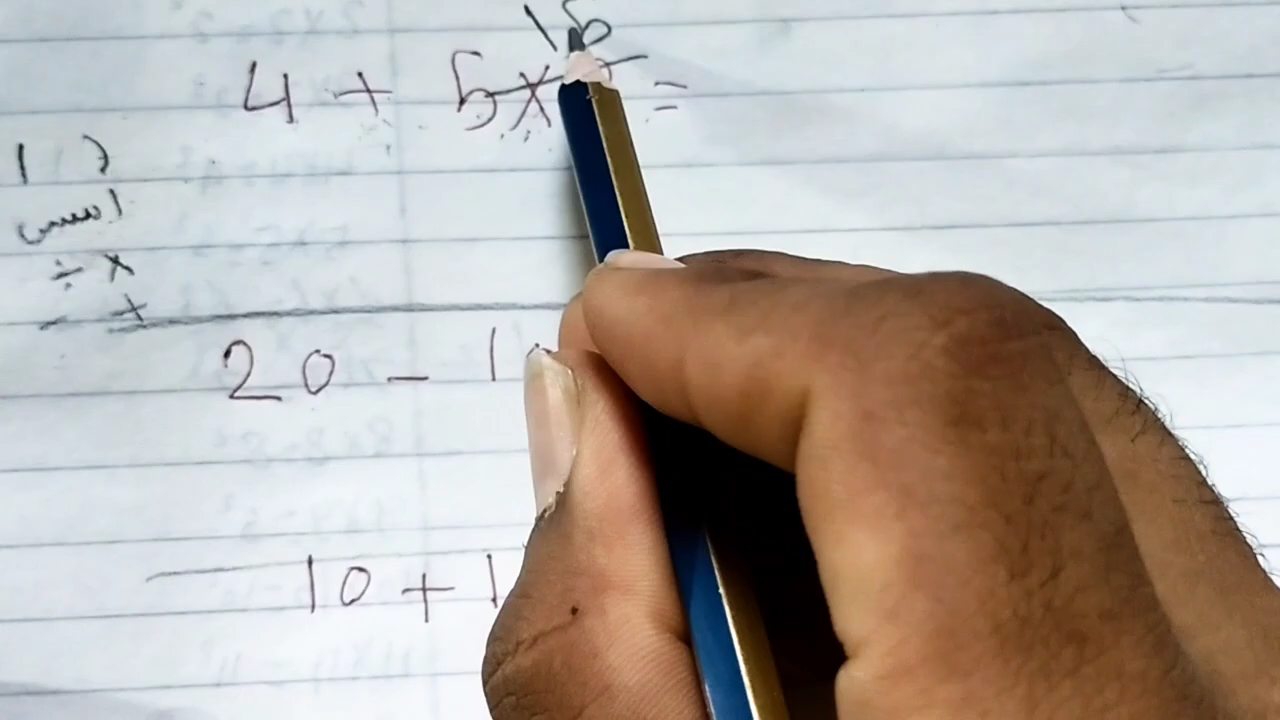 15
4 + 5 × =
( )
اسس
÷ ×
- +
20 - 1
10 + 1